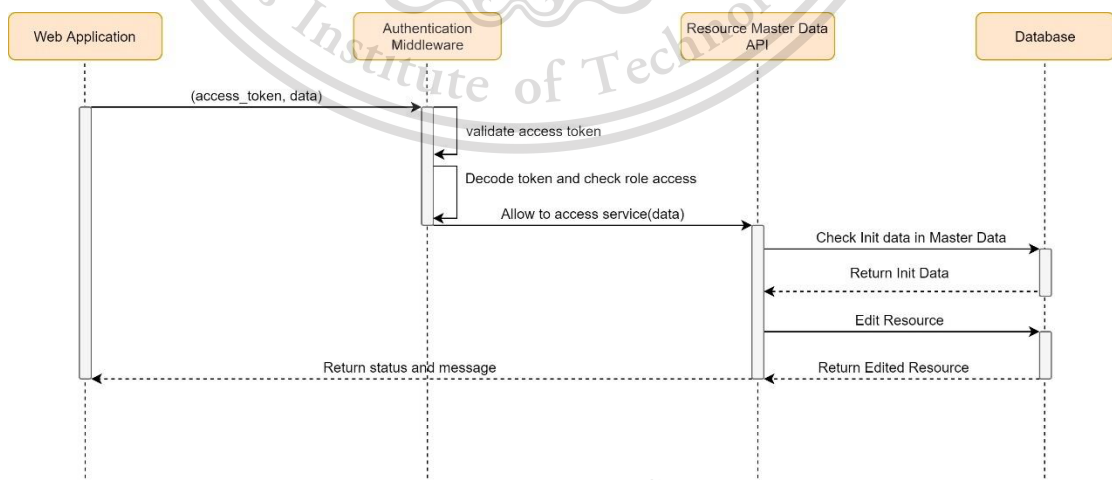 Web Application
Authentication
Middleware
Resource Master Data
API
Database
Institute of Techno
(access_token, data)
validate access token
Decode token and check role access
Allow to access service(data)
Check Init data in Master Data
Return Init Data
Edit Resource
Return status and message
Return Edited Resource